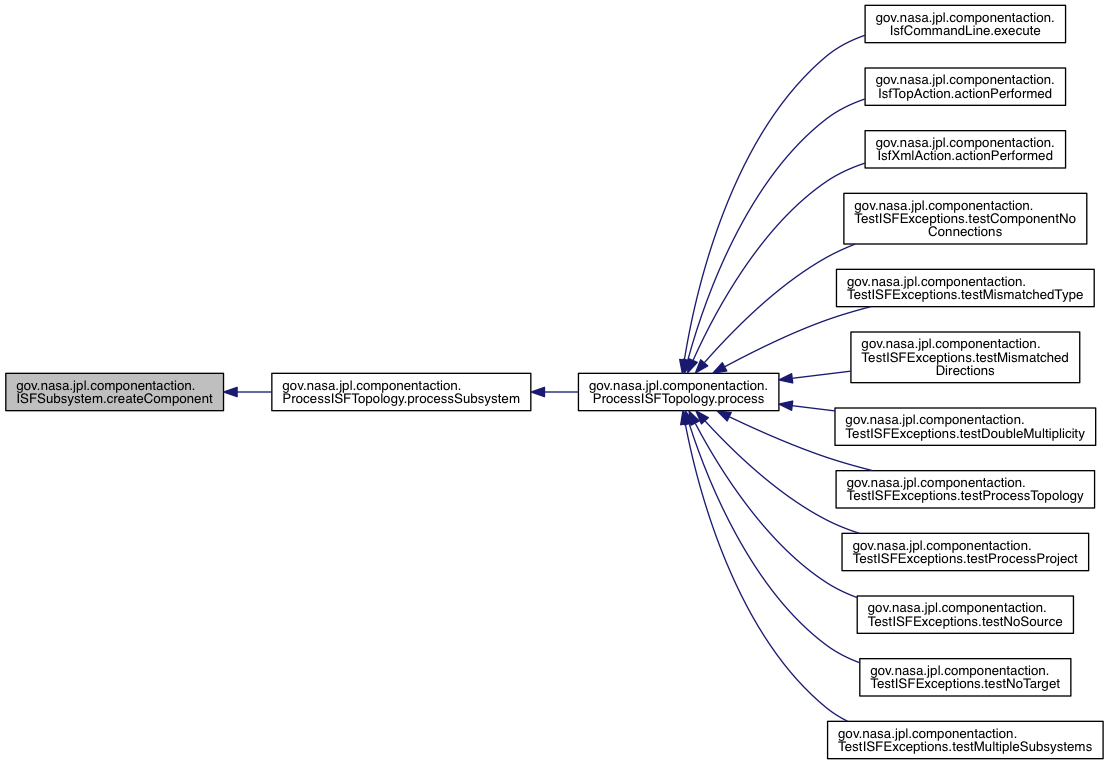 gov.nasa.jpl.componentaction.
IsfCommandLine.execute
gov.nasa.jpl.componentaction.
IsfTopAction.actionPerformed
gov.nasa.jpl.componentaction.
IsfXmlAction.actionPerformed
gov.nasa.jpl.componentaction.
TestISFExceptions.testComponentNo
Connections
gov.nasa.jpl.componentaction.
TestISFExceptions.testMismatchedType
gov.nasa.jpl.componentaction.
TestISFExceptions.testMismatched
Directions
gov.nasa.jpl.componentaction.
ISFSubsystem.createComponent
gov.nasa.jpl.componentaction.
ProcessISFTopology.processSubsystem
gov.nasa.jpl.componentaction.
ProcessISFTopology.process
gov.nasa.jpl.componentaction.
TestISFExceptions.testDoubleMultiplicity
gov.nasa.jpl.componentaction.
TestISFExceptions.testProcessTopology
gov.nasa.jpl.componentaction.
TestISFExceptions.testProcessProject
gov.nasa.jpl.componentaction.
TestISFExceptions.testNoSource
gov.nasa.jpl.componentaction.
TestISFExceptions.testNoTarget
gov.nasa.jpl.componentaction.
TestISFExceptions.testMultipleSubsystems